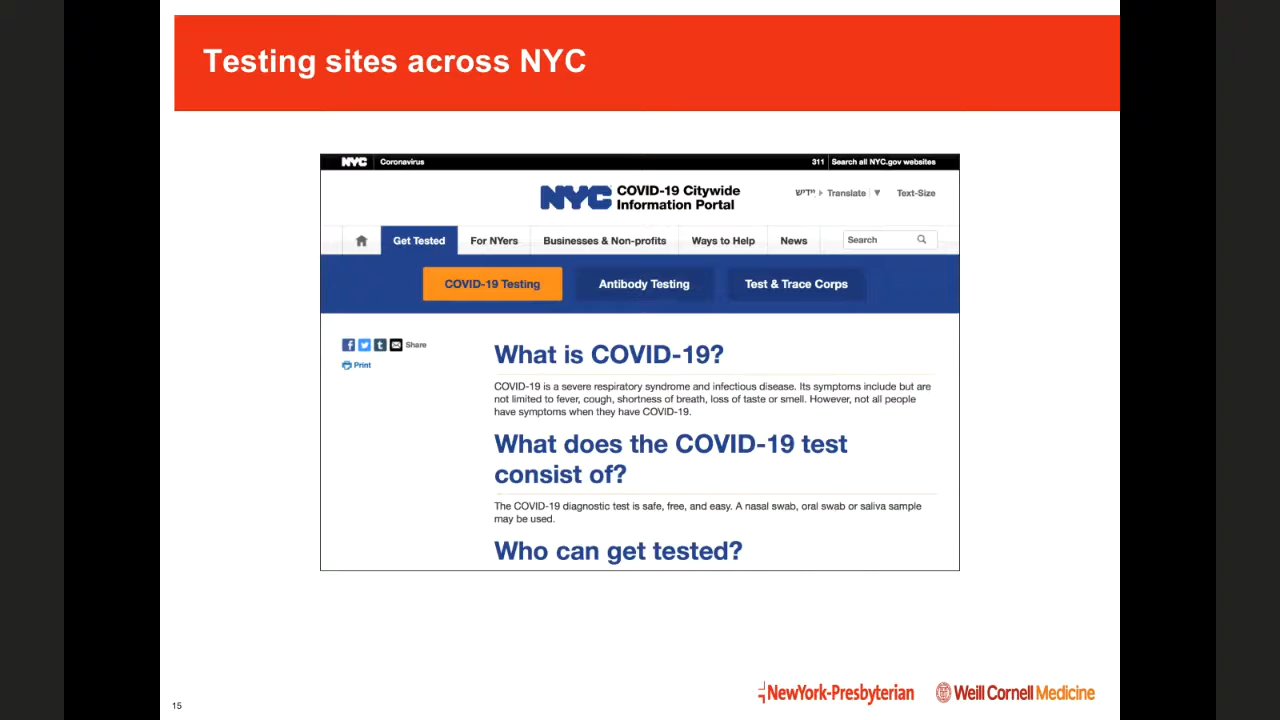 Testing sites across NYC
NYC Coronavirus 311 Search all NYC.gov websites
NYC COVID-19 Citywide
Information Portal
ייִדיש Translate Text-Size
Get Tested For NYers Businesses & Non-profits Ways to Help News Search
COVID-19 Testing Antibody Testing Test & Trace Corps
Share
Print
What is COVID-19?
COVID-19 is a severe respiratory syndrome and infectious disease. Its symptoms include but are
not limited to fever, cough, shortness of breath, loss of taste or smell. However, not all people
have symptoms when they have COVID-19.
What does the COVID-19 test
consist of?
The COVID-19 diagnostic test is safe, free, and easy. A nasal swab, oral swab or saliva sample
may be used.
Who can get tested?
NewYork-Presbyterian Weill Cornell Medicine
15